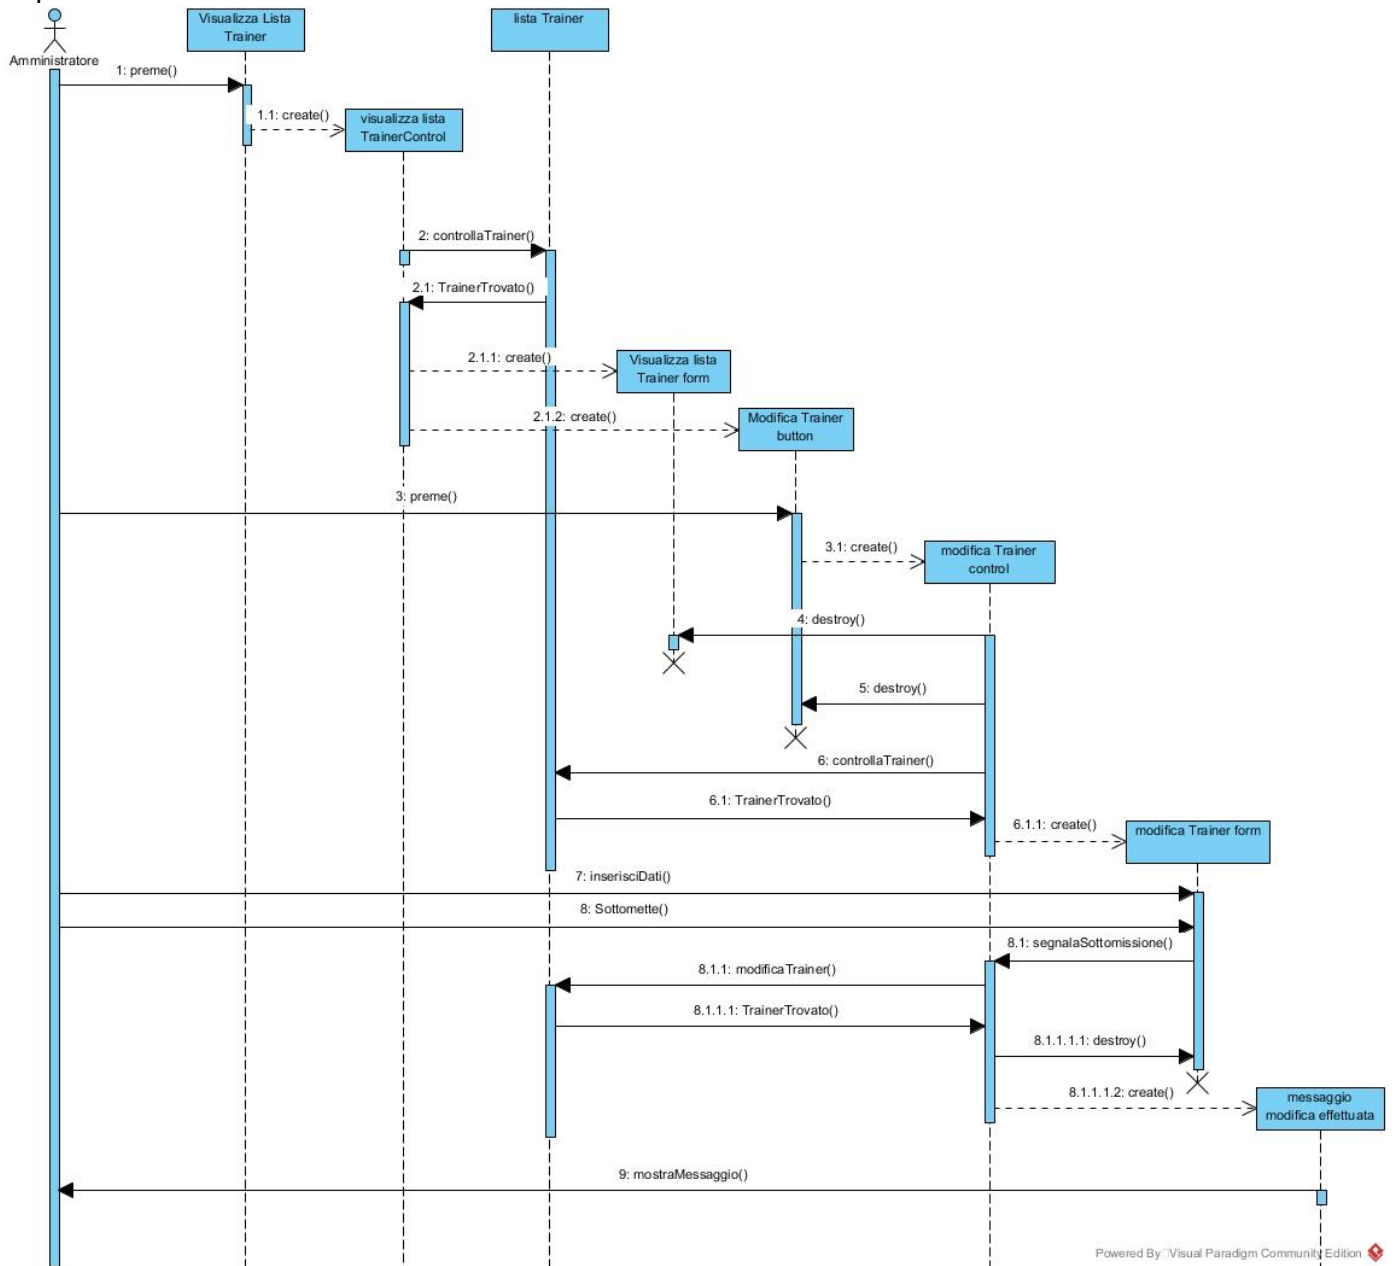 Visualizza Lista
Trainer
lista Trainer
Amministratore
1: preme()
1.1: create()
visualizza lista
TrainerControl
2: controllaTrainer()
2.1: TrainerTrovato()
2.1.1: create()
Visualizza lista
Trainer form
2.1.2: create()
Modifica Trainer
button
3: preme()
3.1: create()
modifica Trainer
control
4: destroy()
5: destroy()
6: controllaTrainer()
6.1: TrainerTrovato()
6.1.1: create()
modifica Trainer form
7: inserisciDati()
8: Sottomette()
8.1: segnalaSottomissione()
8.1.1: modificaTrainer()
8.1.1.1: TrainerTrovato()
8.1.1.1.1: destroy()
8.1.1.1.2: create()
messaggio
modifica effettuata
9: mostraMessaggio()
Powered By Visual Paradigm Community Edition